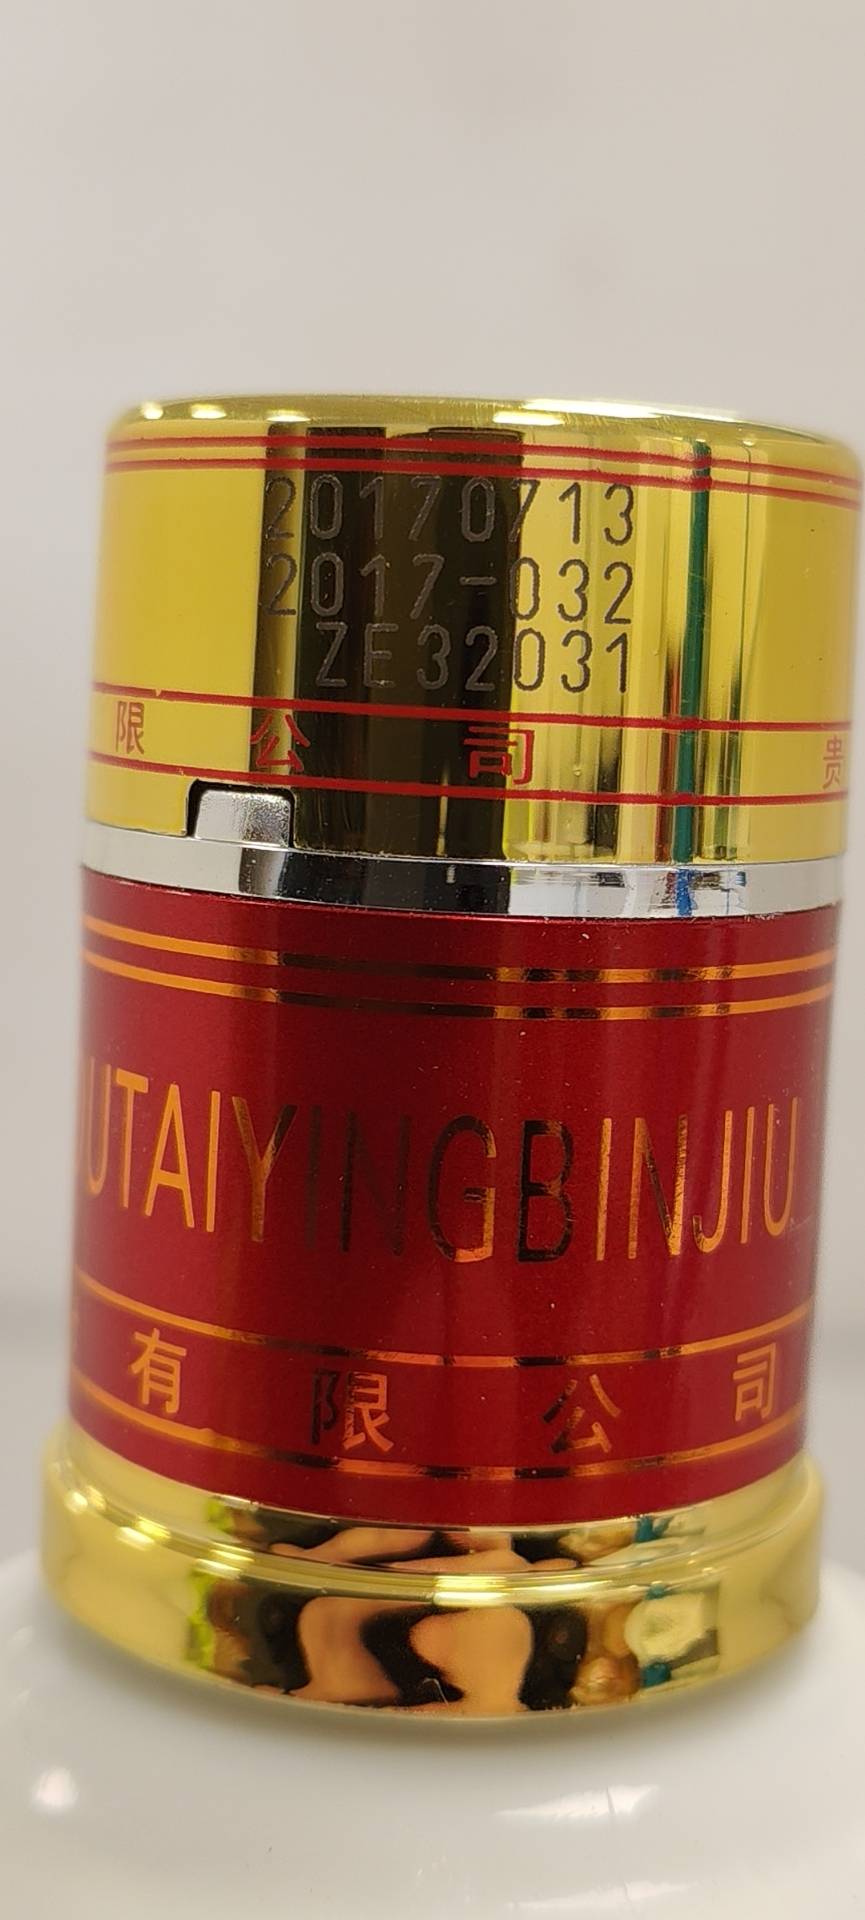 20170713
2017-032
ZE32031
限 公 司 贵
UTAIYINGBINJIU
有 限 公 司